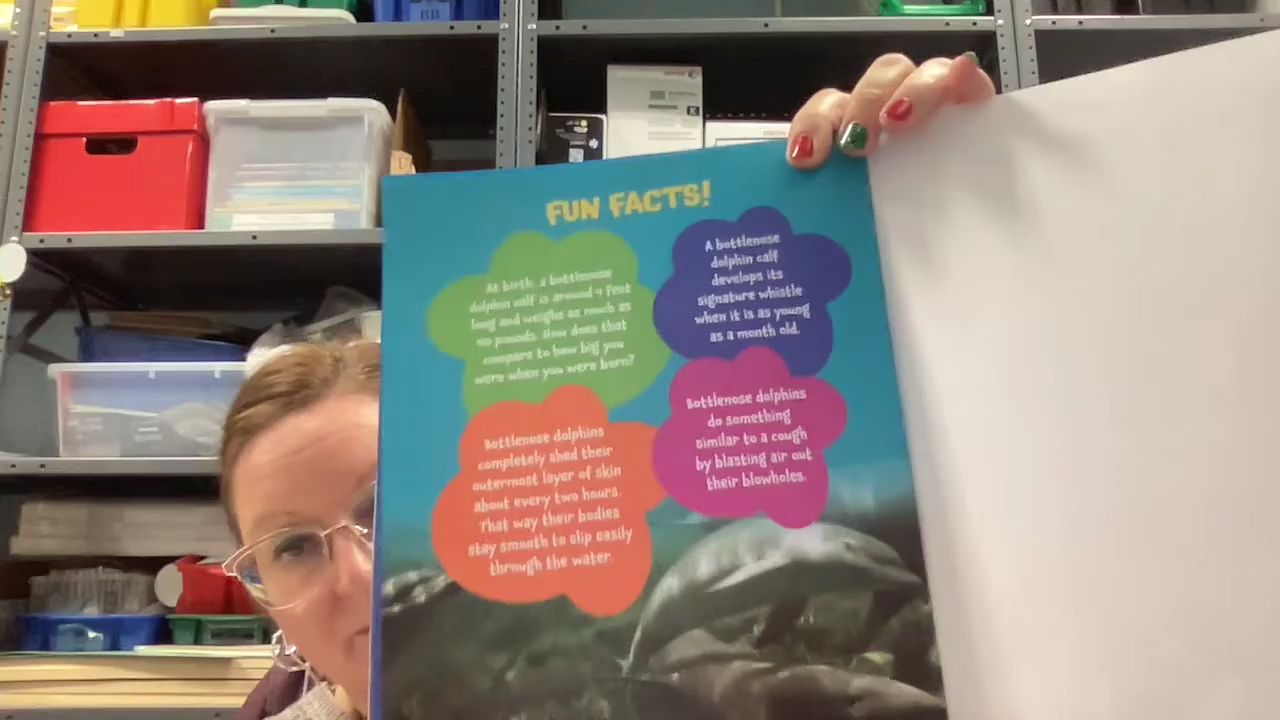 FUN FACTS!
At birth, a bottlenose
dolphin calf is around 4 feet
long and weighs as much as
40 pounds. How does that
compare to how big you
were when you were born?
A bottlenose
dolphin calf
develops its
signature whistle
when it is as young
as a month old.
Bottlenose dolphins
completely shed their
outermost layer of skin
about every two hours.
That way their bodies
stay smooth to slip easily
through the water.
Bottlenose dolphins
do something
similar to a cough
by blasting air out
their blowholes.